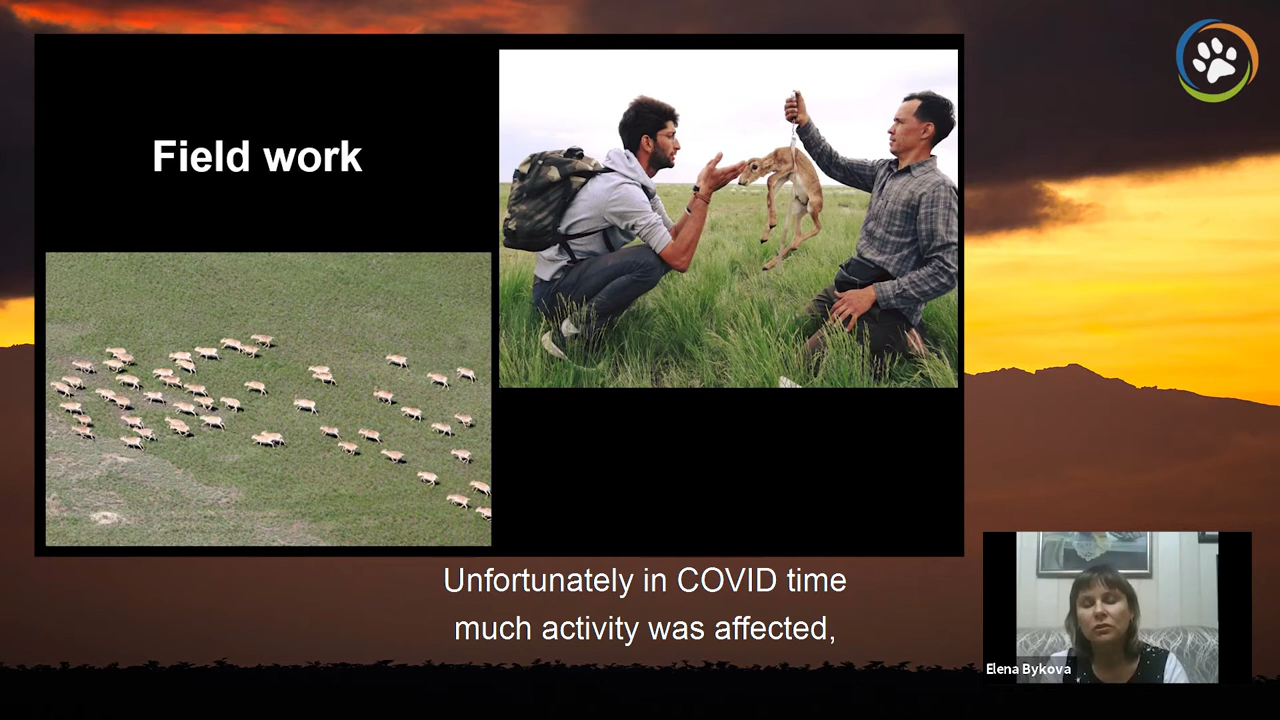 Field work
Unfortunately in COVID time
much activity was affected,
Elena Bykova